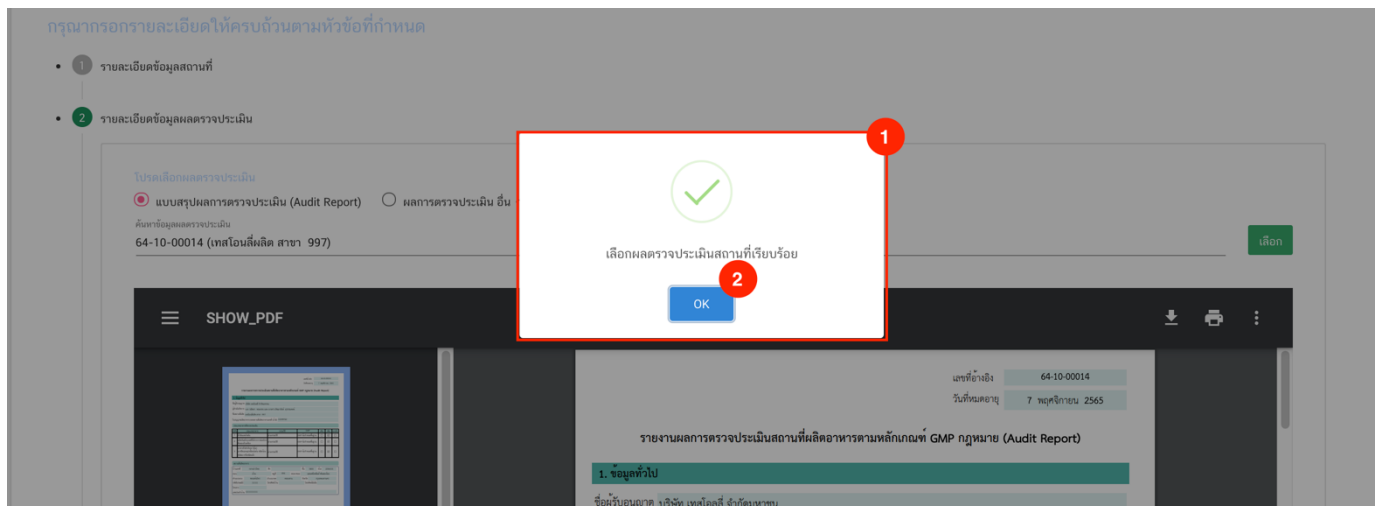 กรุณากรอกรายละเอียดให้ครบถ้วนตามหัวข้อที่กำหนด
1 รายละเอียดข้อมูลสถานที่
2 รายละเอียดข้อมูลผลตรวจประเมิน
1
โปรดเลือกผลตรวจประเมิน
แบบสรุปผลการตรวจประเมิน (Audit Report) ผลการตรวจประเมิน อื่น
ค้นหาข้อมูลผลตรวจประเมิน
64-10-00014 (เทสโอนลี่ผลิต สาขา 997)
เลือก
เลือกผลตรวจประเมินสถานที่เรียบร้อย
2
OK
SHOW_PDF
เลขที่อ้างอิง 64-10-00014
วันที่หมดอายุ 7 พฤศจิกายน 2565
รายงานผลการตรวจประเมินสถานที่ผลิตอาหารตามหลักเกณฑ์ GMP กฎหมาย (Audit Report)
1. ข้อมูลทั่วไป
ชื่อผู้รับอนุญาต บริษัท